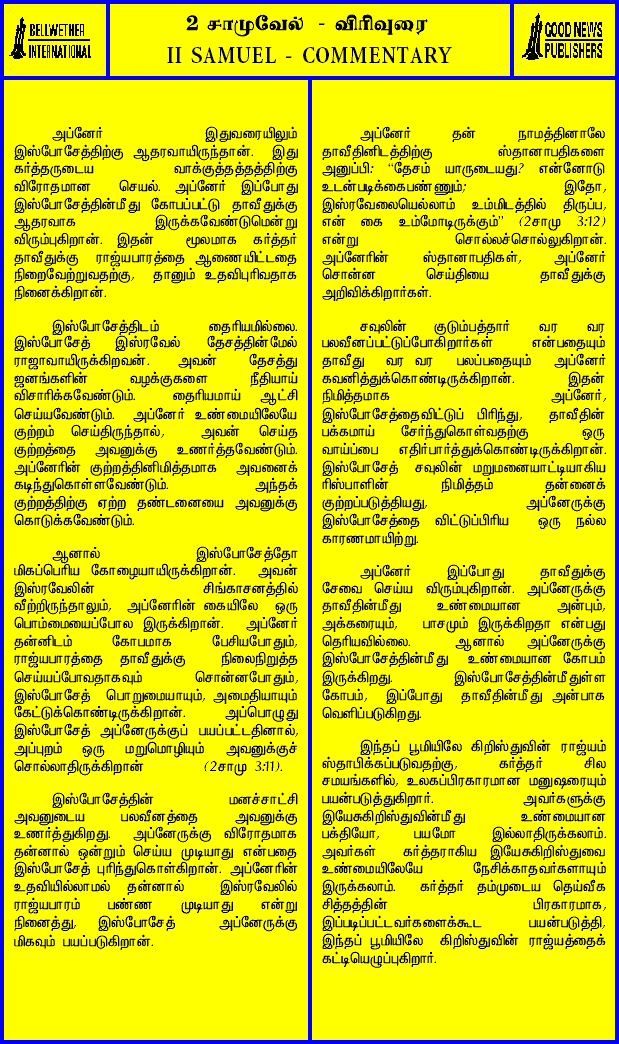 BELLWETHER
INTERNATIONAL
2 சாமுவேல் - விரிவுரை
II SAMUEL - COMMENTARY
GOOD NEWS
PUBLISHERS
அப்னேர் இதுவரையிலும்
இஸ்போசேத்திற்கு ஆதரவாயிருந்தான். இது
கர்த்தருடைய வாக்குத்தத்தத்திற்கு
விரோதமான செயல். அப்னேர் இப்போது
இஸ்போசேத்தின்மீது கோபப்பட்டு தாவீதுக்கு
ஆதரவாக இருக்கவேண்டுமென்று
விரும்புகிறான். இதன் மூலமாக கர்த்தர்
தாவீதுக்கு ராஜ்யபாரத்தை ஆணையிட்டதை
நிறைவேற்றுவதற்கு, தானும் உதவிபுரிவதாக
நினைக்கிறான்.
இஸ்போசேத்திடம் தைரியமில்லை.
இஸ்போசேத் இஸ்ரவேல் தேசத்தின்மேல்
ராஜாவாயிருக்கிறவன். அவன் தேசத்து
ஜனங்களின் வழக்குகளை நீதியாய்
விசாரிக்கவேண்டும். தைரியமாய் ஆட்சி
செய்யவேண்டும். அப்னேர் உண்மையிலேயே
குற்றம் செய்திருந்தால், அவன் செய்த
குற்றத்தை அவனுக்கு உணர்த்தவேண்டும்.
அப்னேரின் குற்றத்தினிமித்தமாக அவனைக்
கடிந்துகொள்ளவேண்டும். அந்தக்
குற்றத்திற்கு ஏற்ற தண்டனையை அவனுக்கு
கொடுக்கவேண்டும்.
ஆனால் இஸ்போசேத்தோ
மிகப்பெரிய கோழையாயிருக்கிறான். அவன்
இஸ்ரவேலின் சிங்காசனத்தில்
வீற்றிருந்தாலும், அப்னேரின் கையிலே ஒரு
பொம்மையைப்போல இருக்கிறான். அப்னேர்
தன்னிடம் கோபமாக பேசியபோதும்,
ராஜ்யபாரத்தை தாவீதுக்கு நிலைநிறுத்த
செய்யப்போவதாகவும் சொன்னபோதும்,
இஸ்போசேத் பொறுமையாயும், அமைதியாயும்
கேட்டுக்கொண்டிருக்கிறான். அப்பொழுது
இஸ்போசேத் அப்னேருக்குப் பயப்பட்டதினால்,
அப்புறம் ஒரு மறுமொழியும் அவனுக்குச்
சொல்லாதிருக்கிறான் (2சாமு 3:11).
இஸ்போசேத்தின் மனச்சாட்சி
அவனுடைய பலவீனத்தை அவனுக்கு
உணர்த்துகிறது. அப்னேருக்கு விரோதமாக
தன்னால் ஒன்றும் செய்ய முடியாது என்பதை
இஸ்போசேத் புரிந்துகொள்கிறான். அப்னேரின்
உதவியில்லாமல் தன்னால் இஸ்ரவேலில்
ராஜ்யபாரம் பண்ண முடியாது என்று
நினைத்து, இஸ்போசேத் அப்னேருக்கு
மிகவும் பயப்படுகிறான்.
அப்னேர் தன் நாமத்தினாலே
தாவீதினிடத்திற்கு ஸ்தானாபதிகளை
அனுப்பி: "தேசம் யாருடையது? என்னோடு
உடன்படிக்கைபண்ணும்; இதோ,
இஸ்ரவேலையெல்லாம் உம்மிடத்தில் திருப்ப,
என் கை உம்மோடிருக்கும்" (2சாமு 3:12)
என்று சொல்லச்சொல்லுகிறான்.
அப்னேரின் ஸ்தானாபதிகள், அப்னேர்
சொன்ன செய்தியை தாவீதுக்கு
அறிவிக்கிறார்கள்.
சவுலின் குடும்பத்தார் வர வர
பலவீனப்பட்டுப்போகிறார்கள் என்பதையும்
தாவீது வர வர பலப்பதையும் அப்னேர்
கவனித்துக்கொண்டிருக்கிறான். இதன்
நிமித்தமாக அப்னேர்,
இஸ்போசேத்தைவிட்டுப் பிரிந்து, தாவீதின்
பக்கமாய் சேர்ந்துகொள்வதற்கு ஒரு
வாய்ப்பை எதிர்பார்த்துக்கொண்டிருக்கிறான்.
இஸ்போசேத் சவுலின் மறுமனையாட்டியாகிய
ரிஸ்பாளின் நிமித்தம் தன்னைக்
குற்றப்படுத்தியது, அப்னேருக்கு
இஸ்போசேத்தை விட்டுப்பிரிய ஒரு நல்ல
காரணமாயிற்று.
அப்னேர் இப்போது தாவீதுக்கு
சேவை செய்ய விரும்புகிறான். அப்னேருக்கு
தாவீதின்மீது உண்மையான அன்பும்,
அக்கரையும், பாசமும் இருக்கிறதா என்பது
தெரியவில்லை. ஆனால் அப்னேருக்கு
இஸ்போசேத்தின்மீது உண்மையான கோபம்
இருக்கிறது. இஸ்போசேத்தின்மீதுள்ள
கோபம், இப்போது தாவீதின்மீது அன்பாக
வெளிப்படுகிறது.
இந்தப் பூமியிலே கிறிஸ்துவின் ராஜ்யம்
ஸ்தாபிக்கப்படுவதற்கு, கர்த்தர் சில
சமயங்களில், உலகப்பிரகாரமான மனுஷரையும்
பயன்படுத்துகிறார். அவர்களுக்கு
இயேசுகிறிஸ்துவின்மீது உண்மையான
பக்தியோ, பயமோ இல்லாதிருக்கலாம்.
அவர்கள் கர்த்தராகிய இயேசுகிறிஸ்துவை
உண்மையிலேயே நேசிக்காதவர்களாயும்
இருக்கலாம். கர்த்தர் தம்முடைய தெய்வீக
சித்தத்தின் பிரகாரமாக,
இப்படிப்பட்டவர்களைக்கூட பயன்படுத்தி,
இந்தப் பூமியிலே கிறிஸ்துவின் ராஜ்யத்தைக்
கட்டியெழுப்புகிறார்.